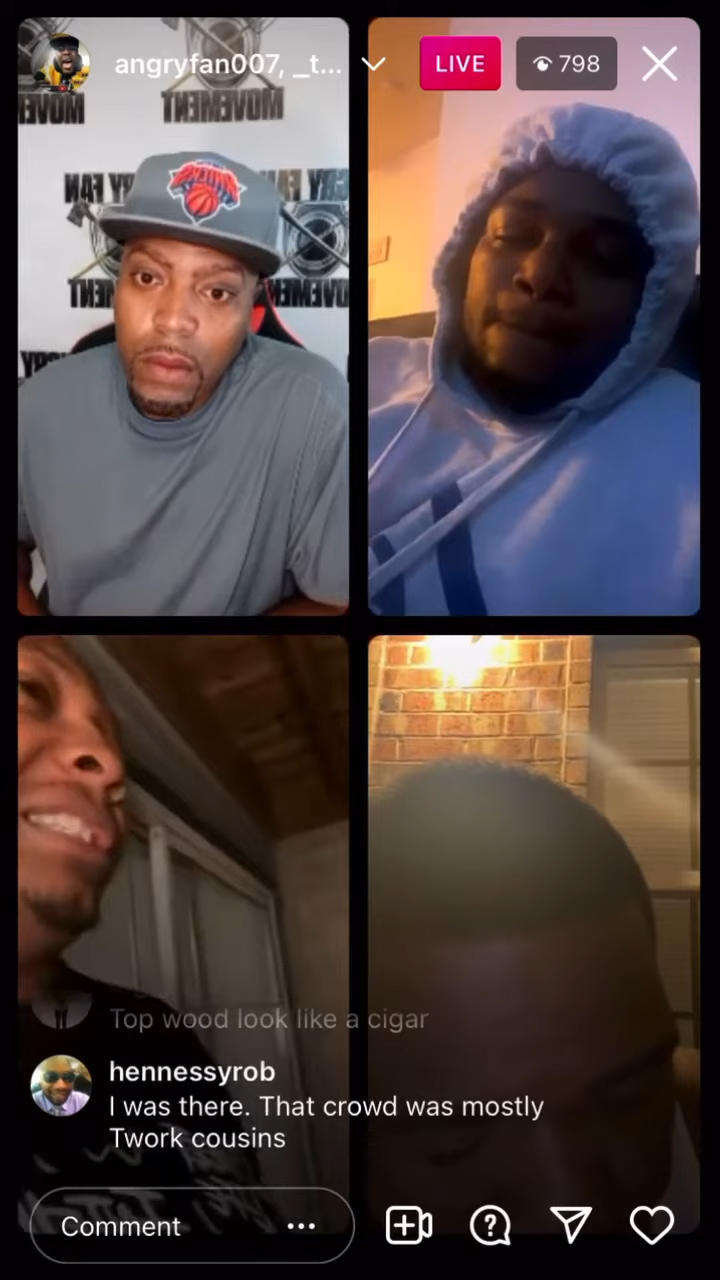 angryfan007, _t...
LIVE
798
MOVEMENT
MOVEMENT
Top wood look like a cigar
hennessyrob
I was there. That crowd was mostly
Twork cousins
Comment